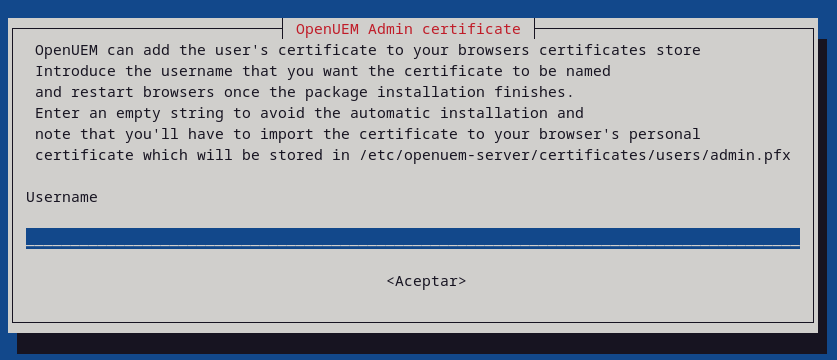 OpenUEM Admin certificate
OpenUEM can add the user's certificate to your browsers certificates store
Introduce the username that you want the certificate to be named
and restart browsers once the package installation finishes.
Enter an empty string to avoid the automatic installation and
note that you'll have to import the certificate to your browser's personal
certificate which will be stored in /etc/openuem-server/certificates/users/admin.pfx
Username
<Aceptar>